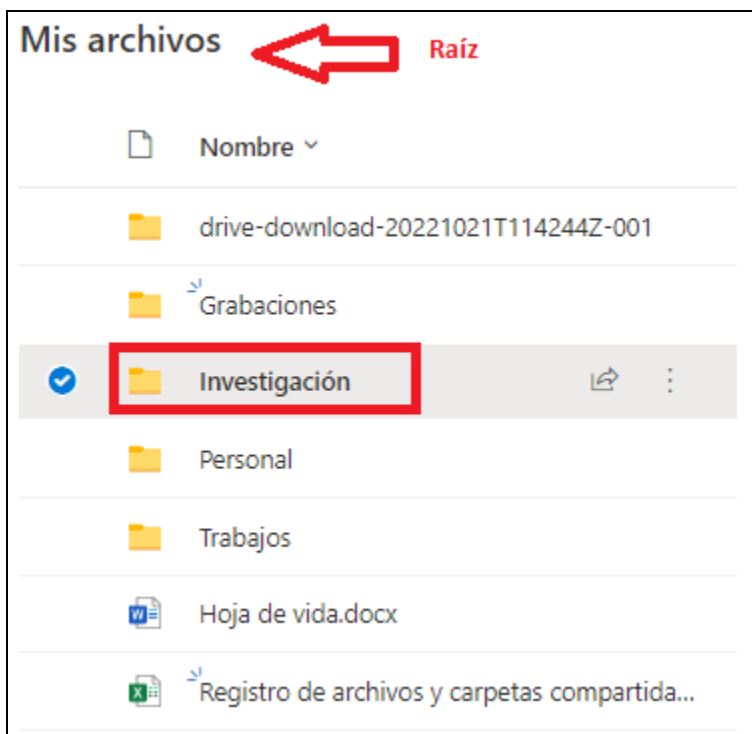 Mis archivos
Raíz
Nombre
drive-download-20221021T114244Z-001
Grabaciones
Investigación
Personal
Trabajos
Hoja de vida.docx
Registro de archivos y carpetas compartida...